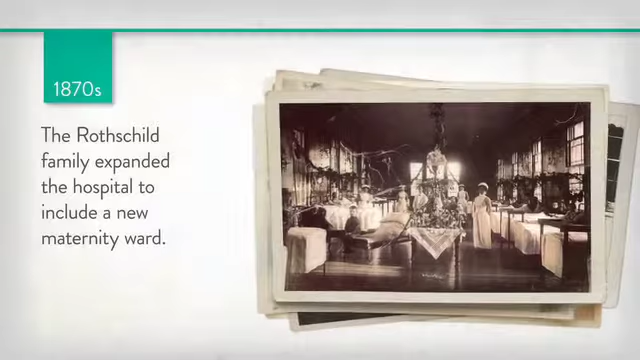 1870s
The Rothschild
family expanded
the hospital to
include a new
maternity ward.